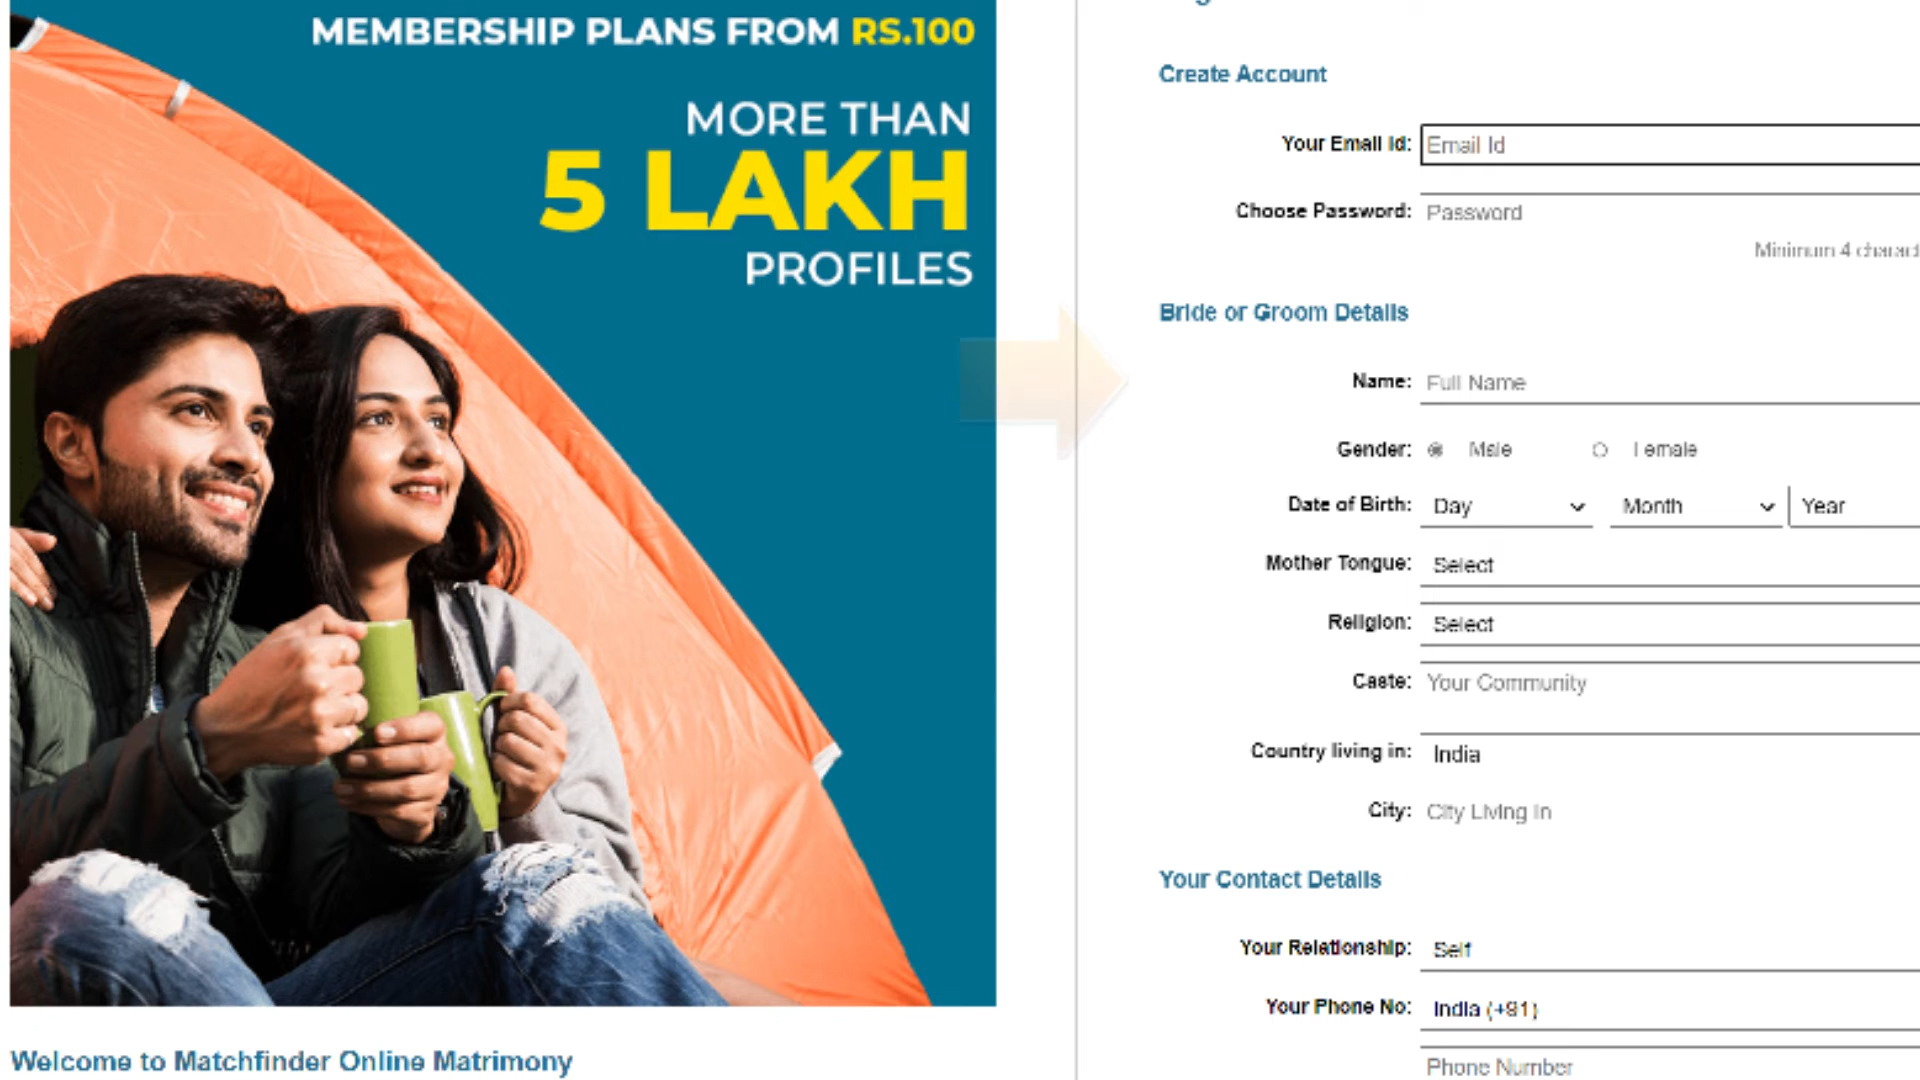 MEMBERSHIP PLANS FROM RS.100
MORE THAN
5 LAKH
PROFILES
Welcome to Matchfinder Online Matrimony
Create Account
Your Email Id: Email Id
Choose Password: Password
Minimum 4
Bride or Groom Details
Name: Full Name
Gender: Male Female
Date of Birth: Day Month Year
Mother Tongue: Select
Religion: Select
Caste: Your Community
Country living in: India
City: City Living In
Your Contact Details
Your Relationship: Self
Your Phone No: India (+91)
Phone Number